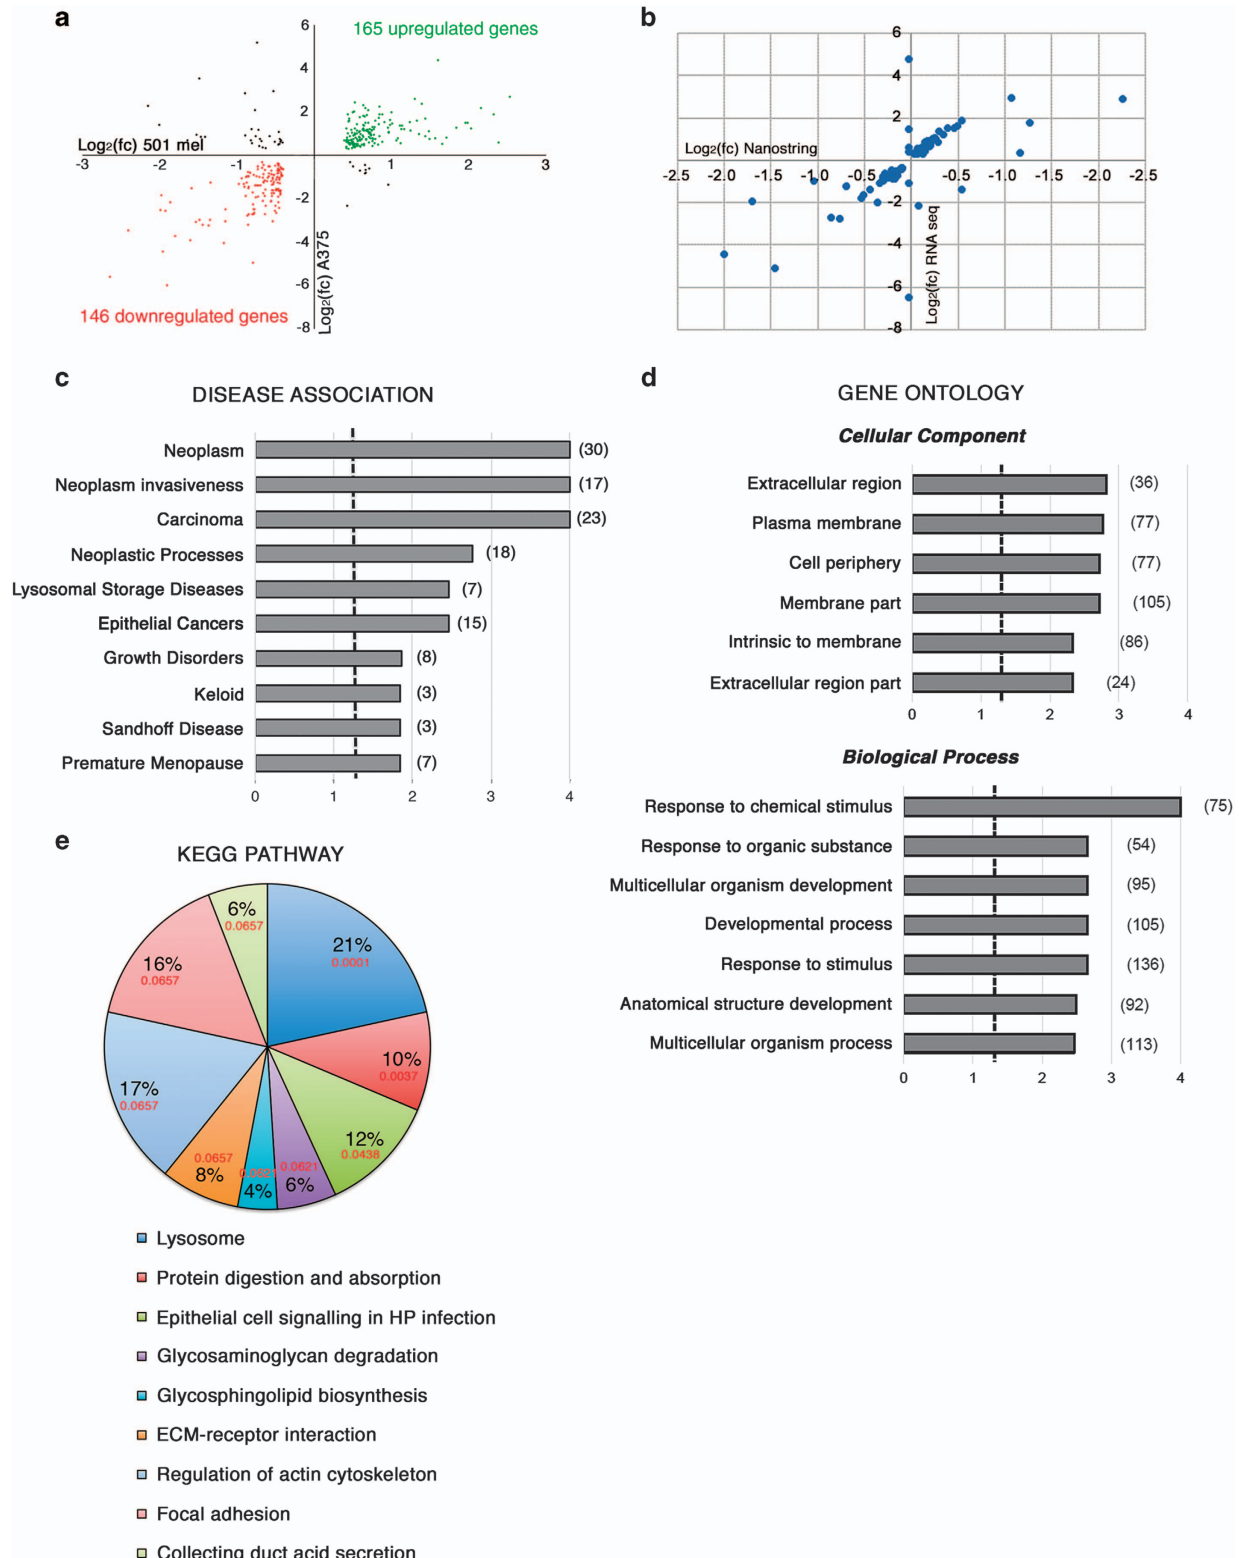 a
165 upregulated genes
6
4
2
0
Log2(fc) 501 mel
-3
-2
-1
1
2
3
-2
-4
-6
-8
Log2(fc) A375
146 downregulated genes
b
6
4
2
0
Log2(fc) Nanostring
-2.5
-2.0
-1.5
-1.0
-0.5
-0.0
-0.5
-1.0
-1.5
-2.0
-2.5
-2
-4
-6
-8
Log2(fc) RNA seq
c
DISEASE ASSOCIATION
Neoplasm (30)
Neoplasm invasiveness (17)
Carcinoma (23)
Neoplastic Processes (18)
Lysosomal Storage Diseases (7)
Epithelial Cancers (15)
Growth Disorders (8)
Keloid (3)
Sandhoff Disease (3)
Premature Menopause (7)
0 1 2 3 4
d
GENE ONTOLOGY
Cellular Component
Extracellular region (36)
Plasma membrane (77)
Cell periphery (77)
Membrane part (105)
Intrinsic to membrane (86)
Extracellular region part (24)
0 1 2 3 4
Biological Process
Response to chemical stimulus (75)
Response to organic substance (54)
Multicellular organism development (95)
Developmental process (105)
Response to stimulus (136)
Anatomical structure development (92)
Multicellular organism process (113)
0 1 2 3 4
e
KEGG PATHWAY
21%
0.0001
10%
0.0037
12%
0.0438
0.0621
6%
4%
0.0657
8%
17%
0.0657
16%
0.0657
6%
0.0657
Lysosome
Protein digestion and absorption
Epithelial cell signalling in HP infection
Glycosaminoglycan degradation
Glycosphingolipid biosynthesis
ECM-receptor interaction
Regulation of actin cytoskeleton
Focal adhesion
Collecting duct acid secretion